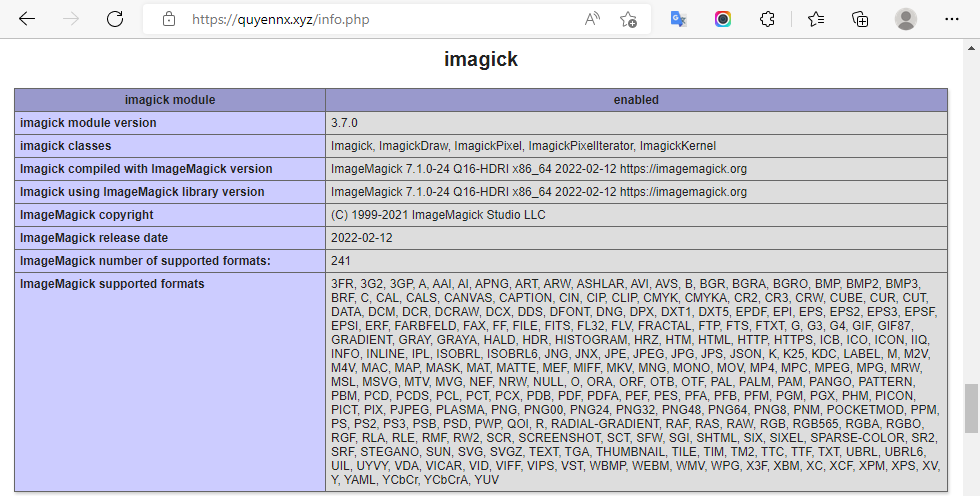 https://quyennx.xyz/info.php
imagick
imagick module enabled
imagick module version 3.7.0
imagick classes Imagick, ImagickDraw, ImagickPixel, ImagickPixelIterator, ImagickKernel
Imagick compiled with ImageMagick version ImageMagick 7.1.0-24 Q16-HDRI x86_64 2022-02-12 https://imagemagick.org
Imagick using ImageMagick library version ImageMagick 7.1.0-24 Q16-HDRI x86_64 2022-02-12 https://imagemagick.org
ImageMagick copyright (C) 1999-2021 ImageMagick Studio LLC
ImageMagick release date 2022-02-12
ImageMagick number of supported formats: 241
ImageMagick supported formats 3FR, 3G2, 3GP, A, AAI, AI, APNG, ART, ARW, ASHLAR, AVI, AVS, B, BGR, BGRA, BGRO, BMP, BMP2, BMP3,
BRF, C, CAL, CALS, CANVAS, CAPTION, CIN, CIP, CLIP, CMYK, CMYKA, CR2, CR3, CRW, CUBE, CUR, CUT,
DATA, DCM, DCR, DCRAW, DCX, DDS, DFONT, DNG, DPX, DXT1, DXT5, EPDF, EPI, EPS, EPS2, EPS3, EPSF,
EPSI, ERF, FARBFELD, FAX, FF, FILE, FITS, FL32, FLV, FRACTAL, FTP, FTS, FTXT, G, G3, G4, GIF, GIF87,
GRADIENT, GRAY, GRAYA, HALD, HDR, HISTOGRAM, HRZ, HTM, HTML, HTTP, HTTPS, ICB, ICO, ICON, IIQ,
INFO, INLINE, IPL, ISOBRL, ISOBRL6, JNG, JNX, JPE, JPEG, JPG, JPS, JSON, K, K25, KDC, LABEL, M, M2V,
M4V, MAC, MAP, MASK, MAT, MATTE, MEF, MIFF, MKV, MNG, MONO, MOV, MP4, MPC, MPEG, MPG, MRW,
MSL, MSVG, MTV, MVG, NEF, NRW, NULL, O, ORA, ORF, OTB, OTF, PAL, PALM, PAM, PANGO, PATTERN,
PBM, PCD, PCDS, PCL, PCT, PCX, PDB, PDF, PDFA, PEF, PES, PFA, PFB, PFM, PGM, PGX, PHM, PICON,
PICT, PIX, PJPEG, PLASMA, PNG, PNG00, PNG24, PNG32, PNG48, PNG64, PNG8, PNM, POCKETMOD, PPM,
PS, PS2, PS3, PSB, PSD, PWP, QOI, R, RADIAL-GRADIENT, RAF, RAS, RAW, RGB, RGB565, RGBA, RGBO,
RGF, RLA, RLE, RMF, RW2, SCR, SCREENSHOT, SCT, SFW, SGI, SHTML, SIX, SIXEL, SPARSE-COLOR, SR2,
SRF, STEGANO, SUN, SVG, SVGZ, TEXT, TGA, THUMBNAIL, TILE, TIM, TM2, TTC, TTF, TXT, UBRL, UBRL6,
UIL, UYVY, VDA, VICAR, VID, VIFF, VIPS, VST, WBMP, WEBM, WMV, WPG, X3F, XBM, XC, XCF, XPM, XPS, XV,
Y, YAML, YCbCr, YCbCrA, YUV